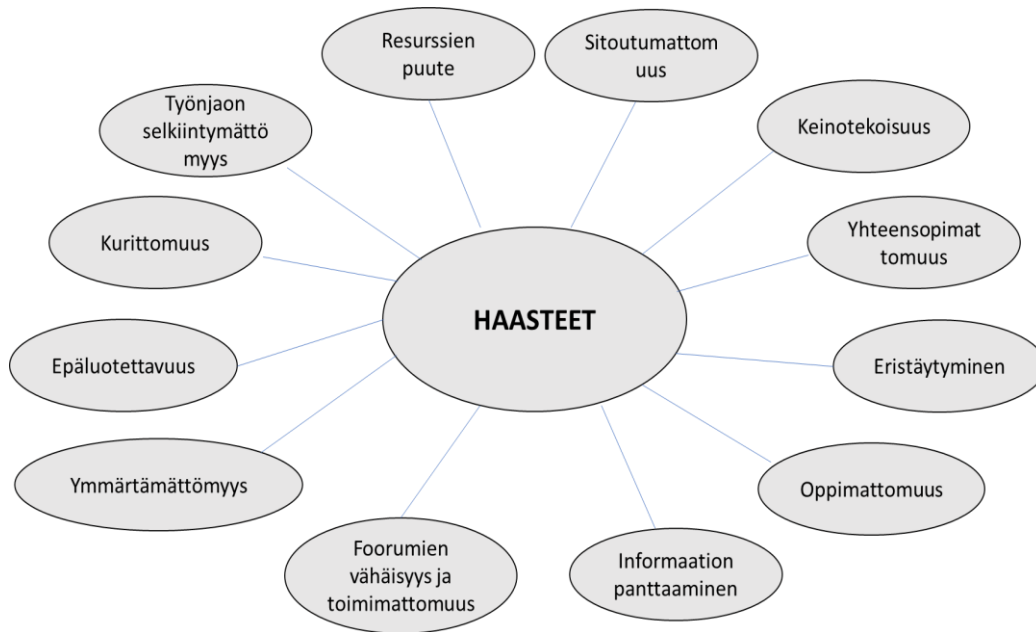 Resurssien
puute
Sitoutumattom
uus
Työnjaon
selkiintymättö
myys
Keinotekoisuus
Kurittomuus
Yhteensopimat
tomuus
HAASTEET
Epäluotettavuus
Eristäytyminen
Ymmärtämättömyys
Oppimattomuus
Foorumien
vähäisyys ja
toimimattomuus
Informaation
panttaaminen